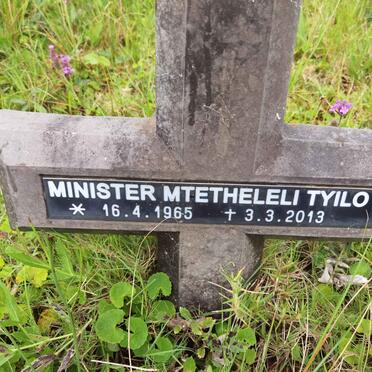 MINISTER MTETHELELI TYILO
* 16.4.1965 † 3.3.2013